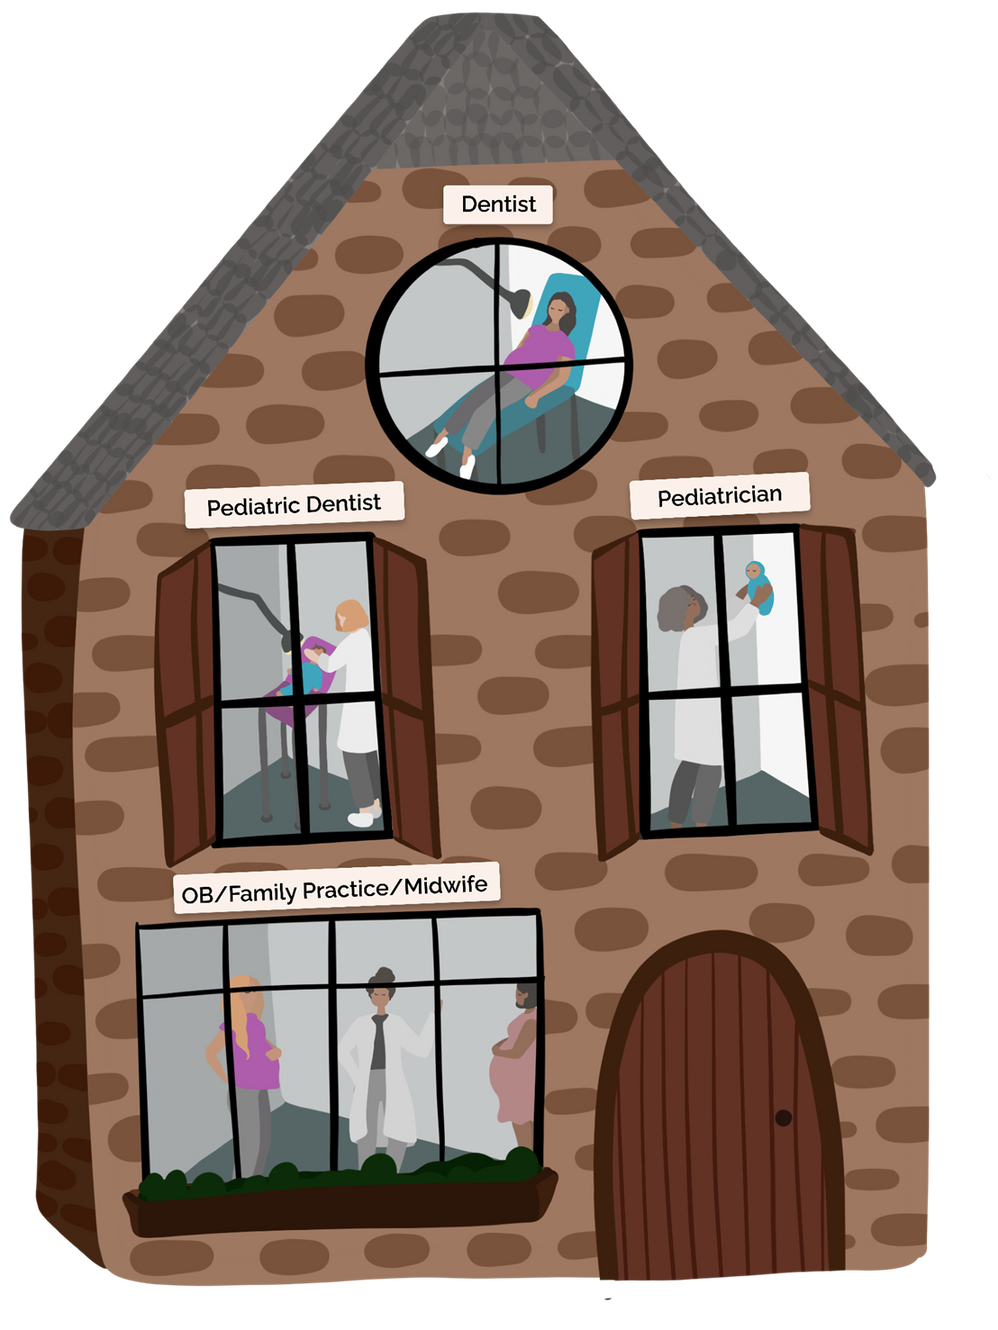 Dentist
Pediatric Dentist
Pediatrician
OB/Family Practice/Midwife